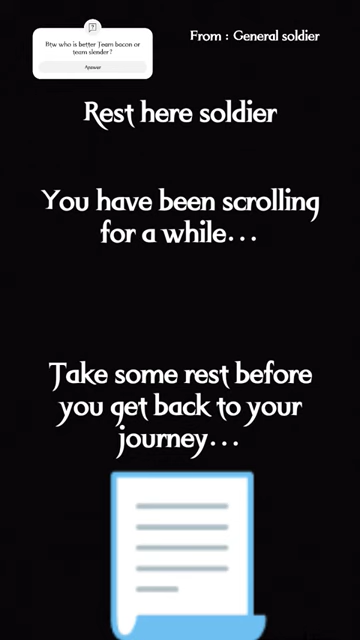 Btw who is better Team bacon or
team slender?
Answer
From : General soldier
Rest here soldier
You have been scrolling
for a while...
Take some rest before
you get back to your
journey...